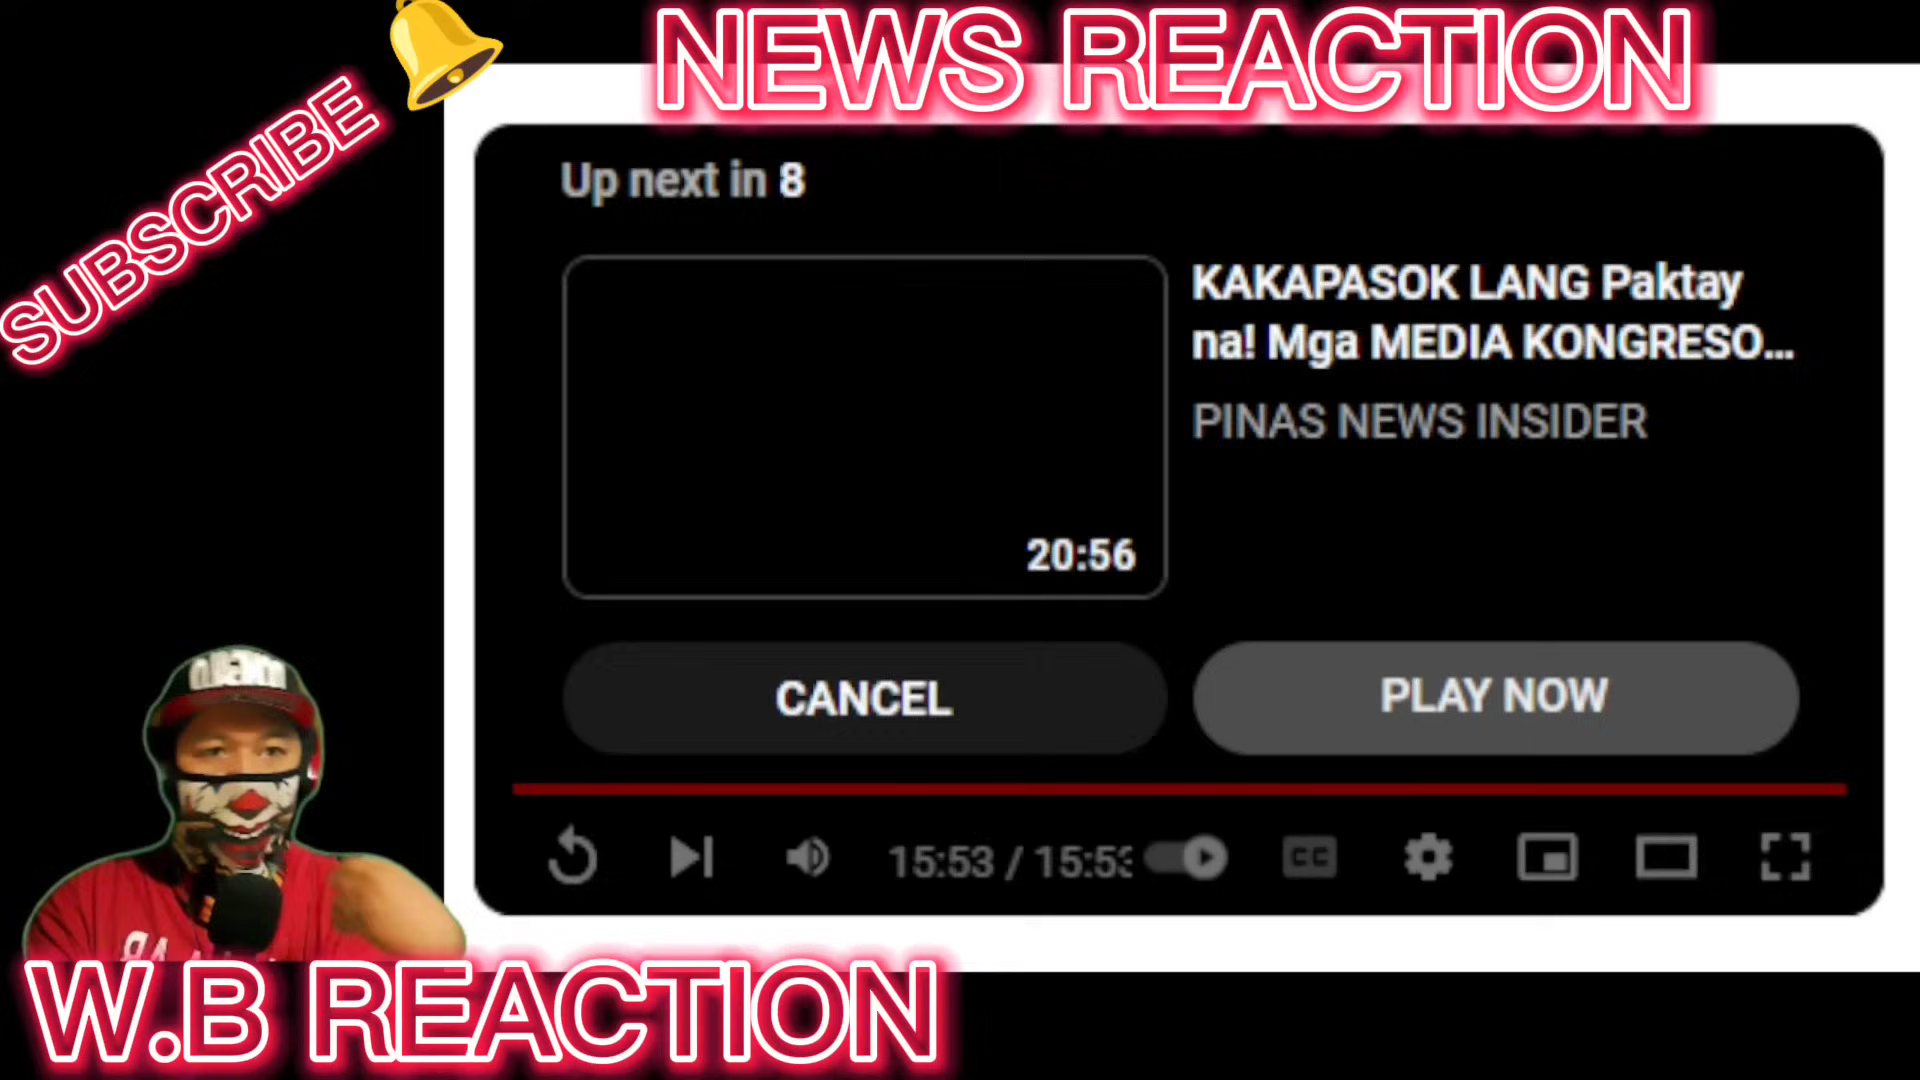 NEWS REACTION
SUBSCRIBE
Up next in 8
KAKAPASOK LANG Paktay
na! Mga MEDIA KONGRESO...
PINAS NEWS INSIDER
20:56
CANCEL
PLAY NOW
15:53 / 15:53
CC
W.B REACTION